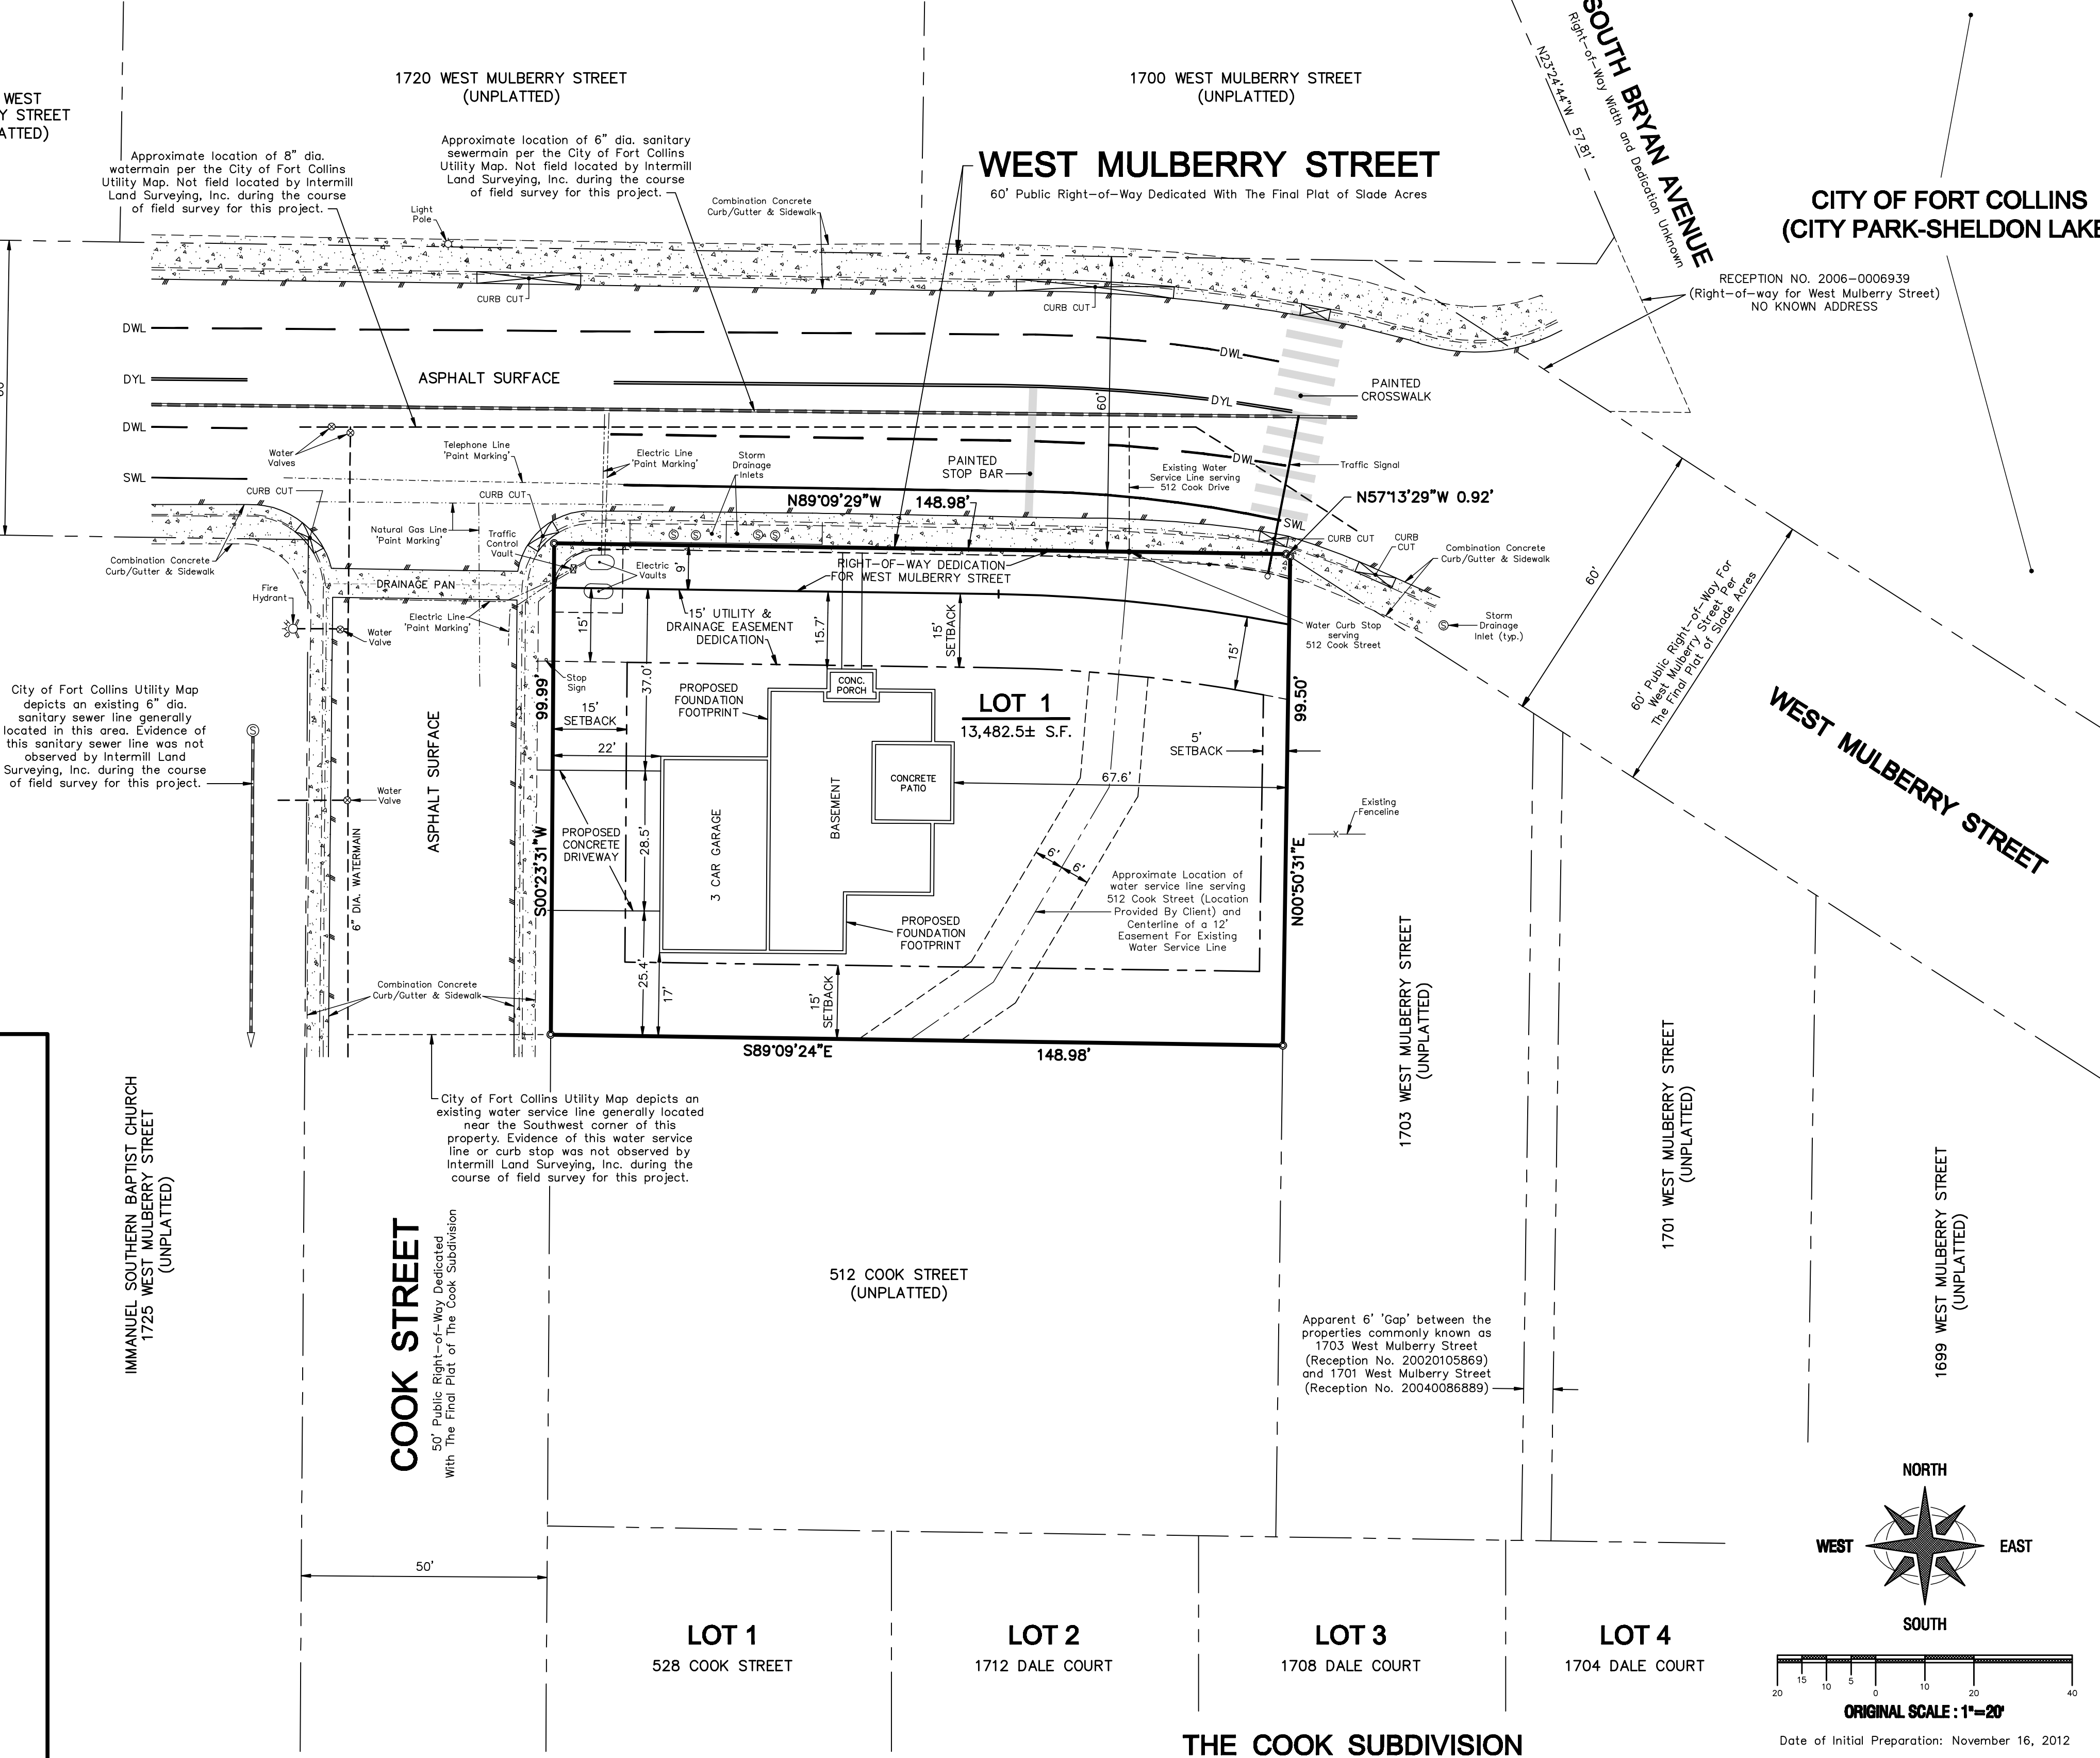 1720 WEST MULBERRY STREET
(UNPLATTED)
1700 WEST MULBERRY STREET
(UNPLATTED)
WEST
Y STREET
ATTED)
SOUTH BRYAN AVENUE
Right-of-Way Width and Dedication Unknown
N23°24'44"W 57.81'
CITY OF FORT COLLINS
(CITY PARK-SHELDON LAKE
Approximate location of 8" dia.
watermain per the City of Fort Collins
Utility Map. Not field located by Intermill
Land Surveying, Inc. during the course
of field survey for this project.
Approximate location of 6" dia. sanitary
sewermain per the City of Fort Collins
Utility Map. Not field located by Intermill
Land Surveying, Inc. during the course
of field survey for this project.
WEST MULBERRY STREET
60' Public Right-of-Way Dedicated With The Final Plat of Slade Acres
Light
Pole
Combination Concrete
Curb/Gutter & Sidewalk
RECEPTION NO. 2006-0006939
(Right-of-way for West Mulberry Street)
NO KNOWN ADDRESS
CURB CUT
CURB CUT
DWL
DWL
DYL
ASPHALT SURFACE
DYL
60'
PAINTED
CROSSWALK
DWL
Water
Valves
Telephone Line
'Paint Marking'
Electric Line
'Paint Marking'
Storm
Drainage
Inlets
PAINTED
STOP BAR
Existing Water
Service Line serving
512 Cook Drive
DWL
Traffic Signal
SWL
CURB CUT
CURB CUT
N89°09'29"W 148.98'
N57°13'29"W 0.92'
SWL
Natural Gas Line
'Paint Marking'
Traffic
Control
Vault
CURB CUT
CURB
CUT
Combination Concrete
Curb/Gutter & Sidewalk
Combination Concrete
Curb/Gutter & Sidewalk
Fire
Hydrant
DRAINAGE PAN
Electric
Vaults
9'
RIGHT-OF-WAY DEDICATION
FOR WEST MULBERRY STREET
Electric Line
'Paint Marking'
Water
Valve
15'
15' UTILITY &
DRAINAGE EASEMENT
DEDICATION
15.7'
15'
SETBACK
15'
Water Curb Stop
serving
512 Cook Street
S
Storm
Drainage
Inlet (typ.)
60'
60' Public Right-of-Way For
West Mulberry Street Per
The Final Plat of Slade Acres
WEST MULBERRY STREET
City of Fort Collins Utility Map
depicts an existing 6" dia.
sanitary sewer line generally
located in this area. Evidence of
this sanitary sewer line was not
observed by Intermill Land
Surveying, Inc. during the course
of field survey for this project.
S
Stop
Sign
99.99'
S00°23'31"W
15'
SETBACK
22'
37.0'
PROPOSED
FOUNDATION
FOOTPRINT
CONC.
PORCH
LOT 1
13,482.5± S.F.
5'
SETBACK
99.50'
N00°50'31"E
CONCRETE
PATIO
67.6'
Water
Valve
ASPHALT SURFACE
6" DIA. WATERMAIN
PROPOSED
CONCRETE
DRIVEWAY
28.5'
3 CAR GARAGE
BASEMENT
6'
6'
Existing
Fenceline
X
Approximate Location of
water service line serving
512 Cook Street (Location
Provided By Client) and
Centerline of a 12'
Easement For Existing
Water Service Line
PROPOSED
FOUNDATION
FOOTPRINT
25.4'
17'
15'
SETBACK
Combination Concrete
Curb/Gutter & Sidewalk
S89°09'24"E 148.98'
City of Fort Collins Utility Map depicts an
existing water service line generally located
near the Southwest corner of this
property. Evidence of this water service
line or curb stop was not observed by
Intermill Land Surveying, Inc. during the
course of field survey for this project.
IMMANUEL SOUTHERN BAPTIST CHURCH
1725 WEST MULBERRY STREET
(UNPLATTED)
COOK STREET
50' Public Right-of-Way Dedicated
With The Final Plat of The Cook Subdivision
512 COOK STREET
(UNPLATTED)
1703 WEST MULBERRY STREET
(UNPLATTED)
1701 WEST MULBERRY STREET
(UNPLATTED)
1699 WEST MULBERRY STREET
(UNPLATTED)
Apparent 6' 'Gap' between the
properties commonly known as
1703 West Mulberry Street
(Reception No. 20020105869)
and 1701 West Mulberry Street
(Reception No. 20040086889)
50'
LOT 1
528 COOK STREET
LOT 2
1712 DALE COURT
LOT 3
1708 DALE COURT
LOT 4
1704 DALE COURT
THE COOK SUBDIVISION
NORTH
WEST
EAST
SOUTH
20 15 10 5 0 10 20 40
ORIGINAL SCALE : 1"=20'
Date of Initial Preparation: November 16, 2012